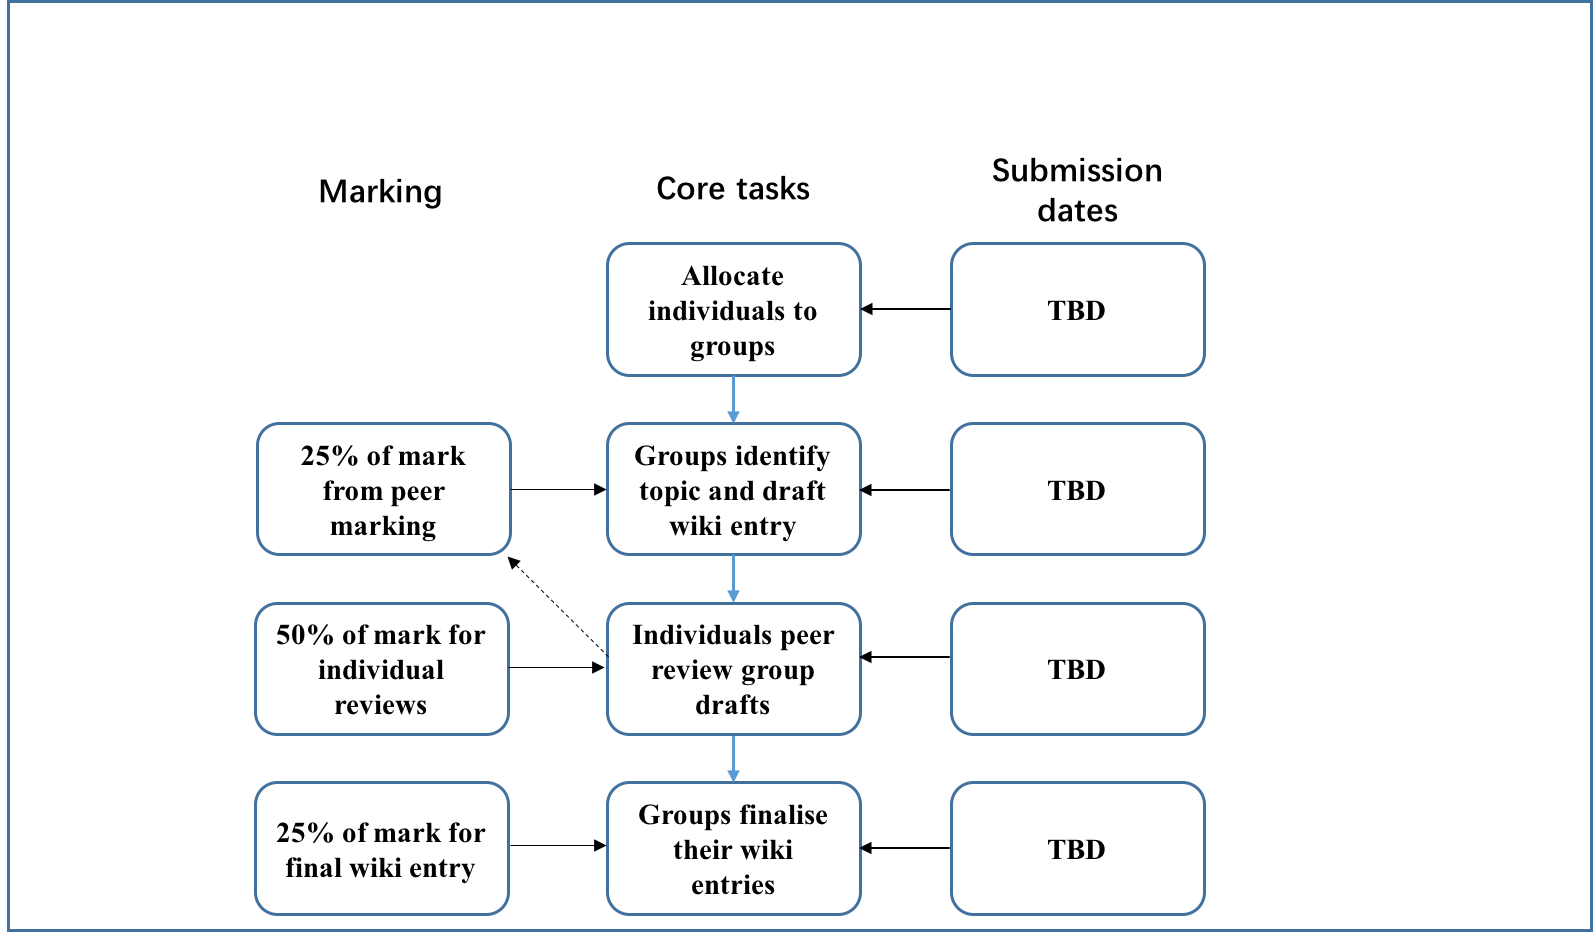 Marking
Core tasks
Submission
dates
Allocate
individuals to
groups
TBD
25% of mark
from peer
marking
Groups identify
topic and draft
wiki entry
TBD
50% of mark for
individual
reviews
Individuals peer
review group
drafts
TBD
25% of mark for
final wiki entry
Groups finalise
their wiki
entries
TBD